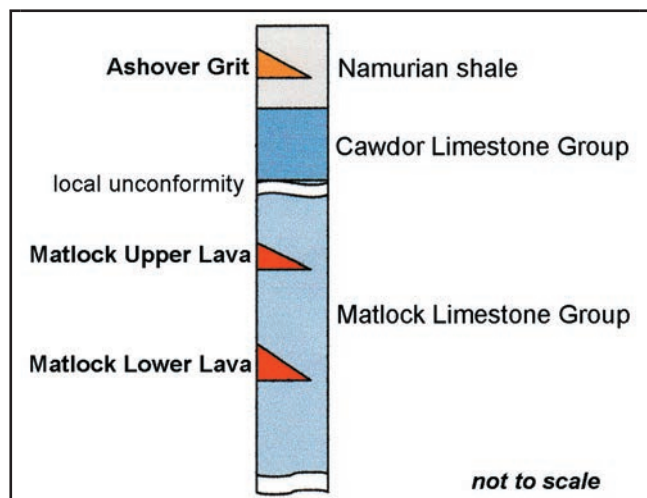 Ashover Grit
Namurian shale
Cawdor Limestone Group
local unconformity
Matlock Upper Lava
Matlock Limestone Group
Matlock Lower Lava
not to scale